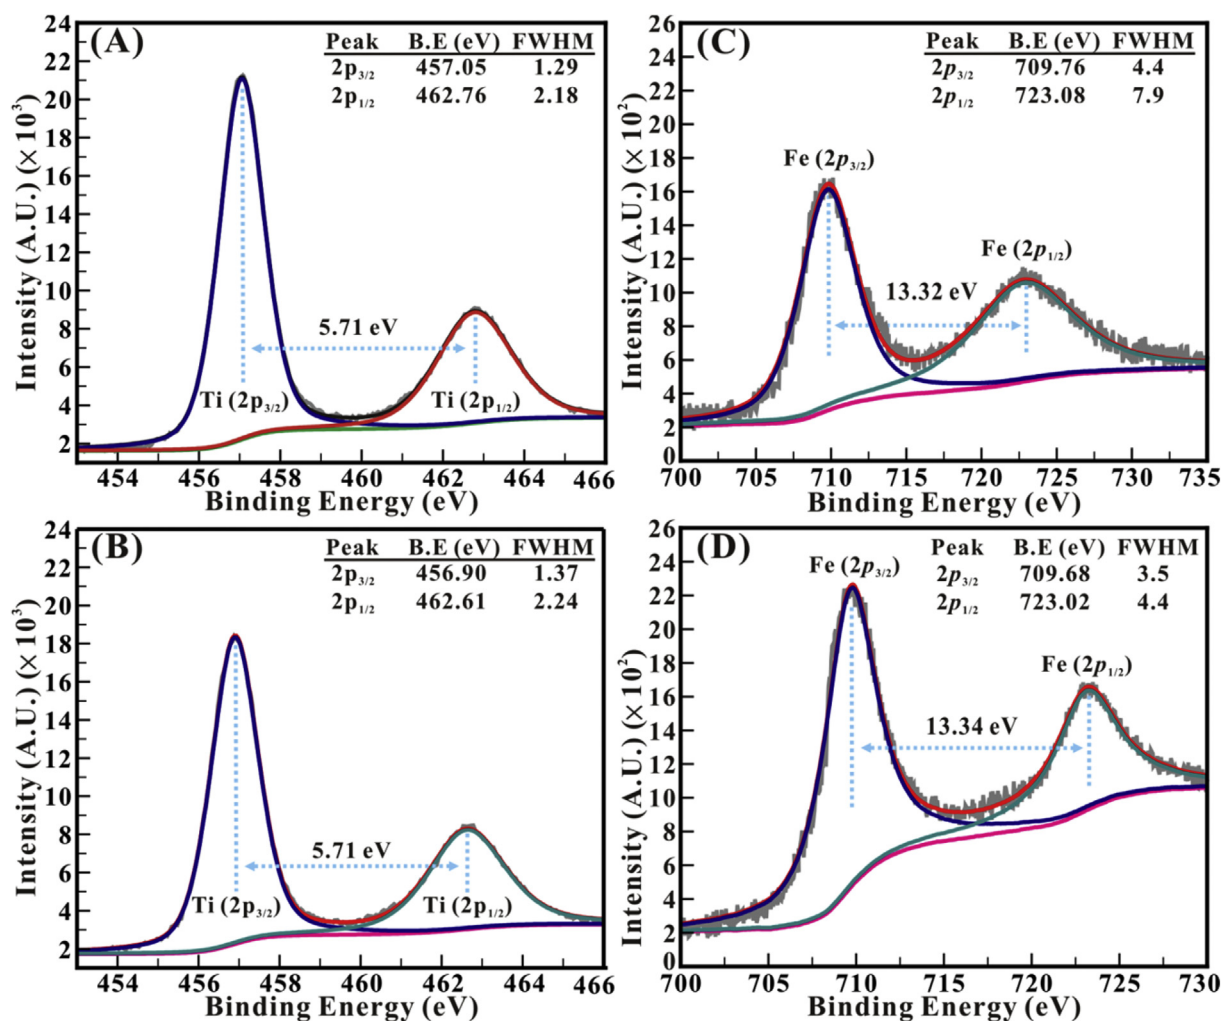 (A)
Peak B.E (eV) FWHM
2p3/2 457.05 1.29
2p1/2 462.76 2.18
24
22
20
18
16
14
12
10
8
6
4
2
Intensity (A.U.) (× 10³)
5.71 eV
Ti (2p3/2)
Ti (2p1/2)
454 456 458 460 462 464 466
Binding Energy (eV)
(C)
Peak B.E (eV) FWHM
2p3/2 709.76 4.4
2p1/2 723.08 7.9
26
24
22
20
18
16
14
12
10
8
6
4
2
0
Intensity (A.U.) (× 10²)
Fe (2p3/2)
Fe (2p1/2)
13.32 eV
700 705 710 715 720 725 730 735
Binding Energy (eV)
(B)
Peak B.E (eV) FWHM
2p3/2 456.90 1.37
2p1/2 462.61 2.24
24
22
20
18
16
14
12
10
8
6
4
2
Intensity (A.U.) (× 10³)
5.71 eV
Ti (2p3/2)
Ti (2p1/2)
454 456 458 460 462 464 466
Binding Energy (eV)
(D)
Peak B.E (eV) FWHM
2p3/2 709.68 3.5
2p1/2 723.02 4.4
26
24
22
20
18
16
14
12
10
8
6
4
2
0
Intensity (A.U.) (× 10²)
Fe (2p3/2)
Fe (2p1/2)
13.34 eV
700 765 710 715 720 725 730
Binding Energy (eV)